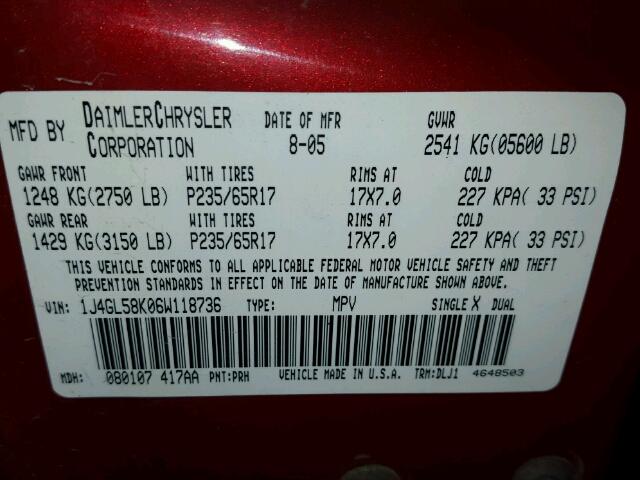 MFD BY DAIMLERCHRYSLER CORPORATION DATE OF MFR 8-05 GVWR 2541 KG(05600 LB)
GAWR FRONT WITH TIRES RIMS AT COLD
1248 KG(2750 LB) P235/65R17 17X7.0 227 KPA( 33 PSI)
GAWR REAR WITH TIRES RIMS AT COLD
1429 KG(3150 LB) P235/65R17 17X7.0 227 KPA( 33 PSI)
THIS VEHICLE CONFORMS TO ALL APPLICABLE FEDERAL MOTOR VEHICLE SAFETY AND THEFT
PREVENTION STANDARDS IN EFFECT ON THE DATE OF MANUFACTURE SHOWN ABOVE.
VIN: 1J4GL58K06W118736 TYPE: MPV SINGLE X DUAL
MDH: 080107 417AA PNT:PRH VEHICLE MADE IN U.S.A. TRM:DLJ1 4648503